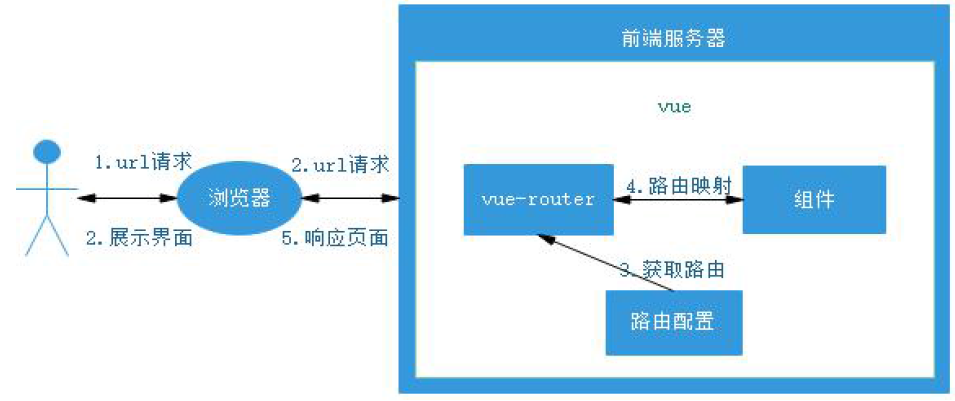 前端服务器
vue
1.url请求
2.url请求
浏览器
vue-router
4.路由映射
组件
2.展示界面
5.响应页面
3.获取路由
路由配置